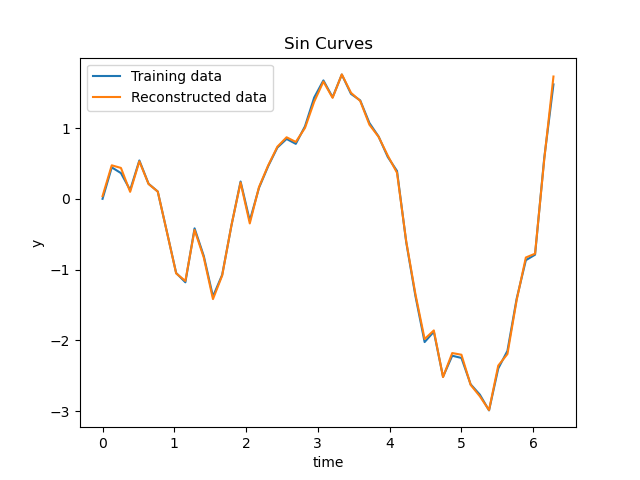 Sin Curves
Training data
Reconstructed data
1
0
−1
−2
−3
y
0 1 2 3 4 5 6
time